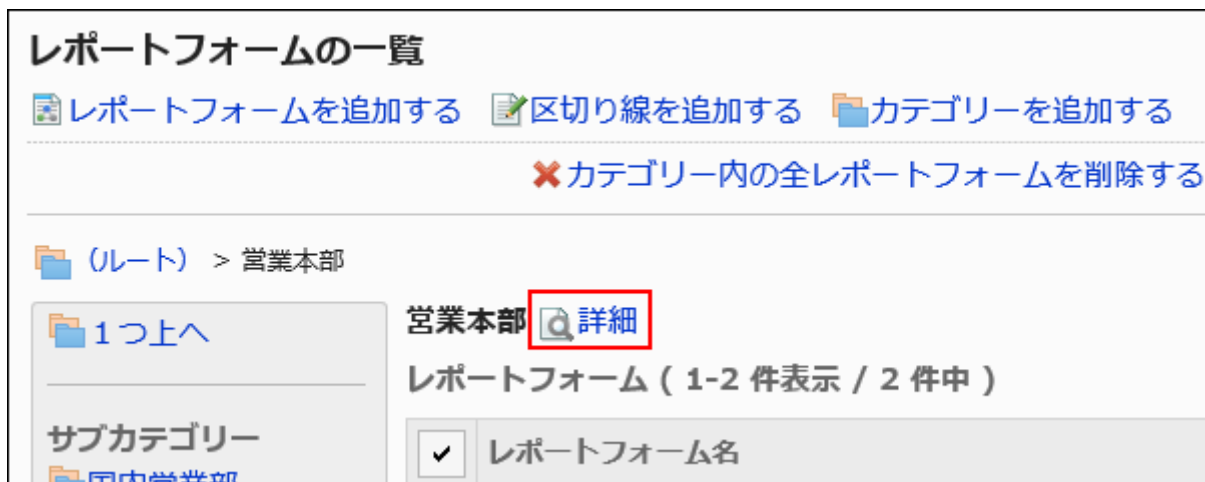 レポートフォームの一覧
レポートフォームを追加する 区切り線を追加する カテゴリーを追加する
カテゴリー内の全レポートフォームを削除する
（ルート） > 営業本部
1つ上へ
営業本部 詳細
レポートフォーム ( 1-2 件表示 / 2 件中 )
サブカテゴリー
レポートフォーム名
国内営業部